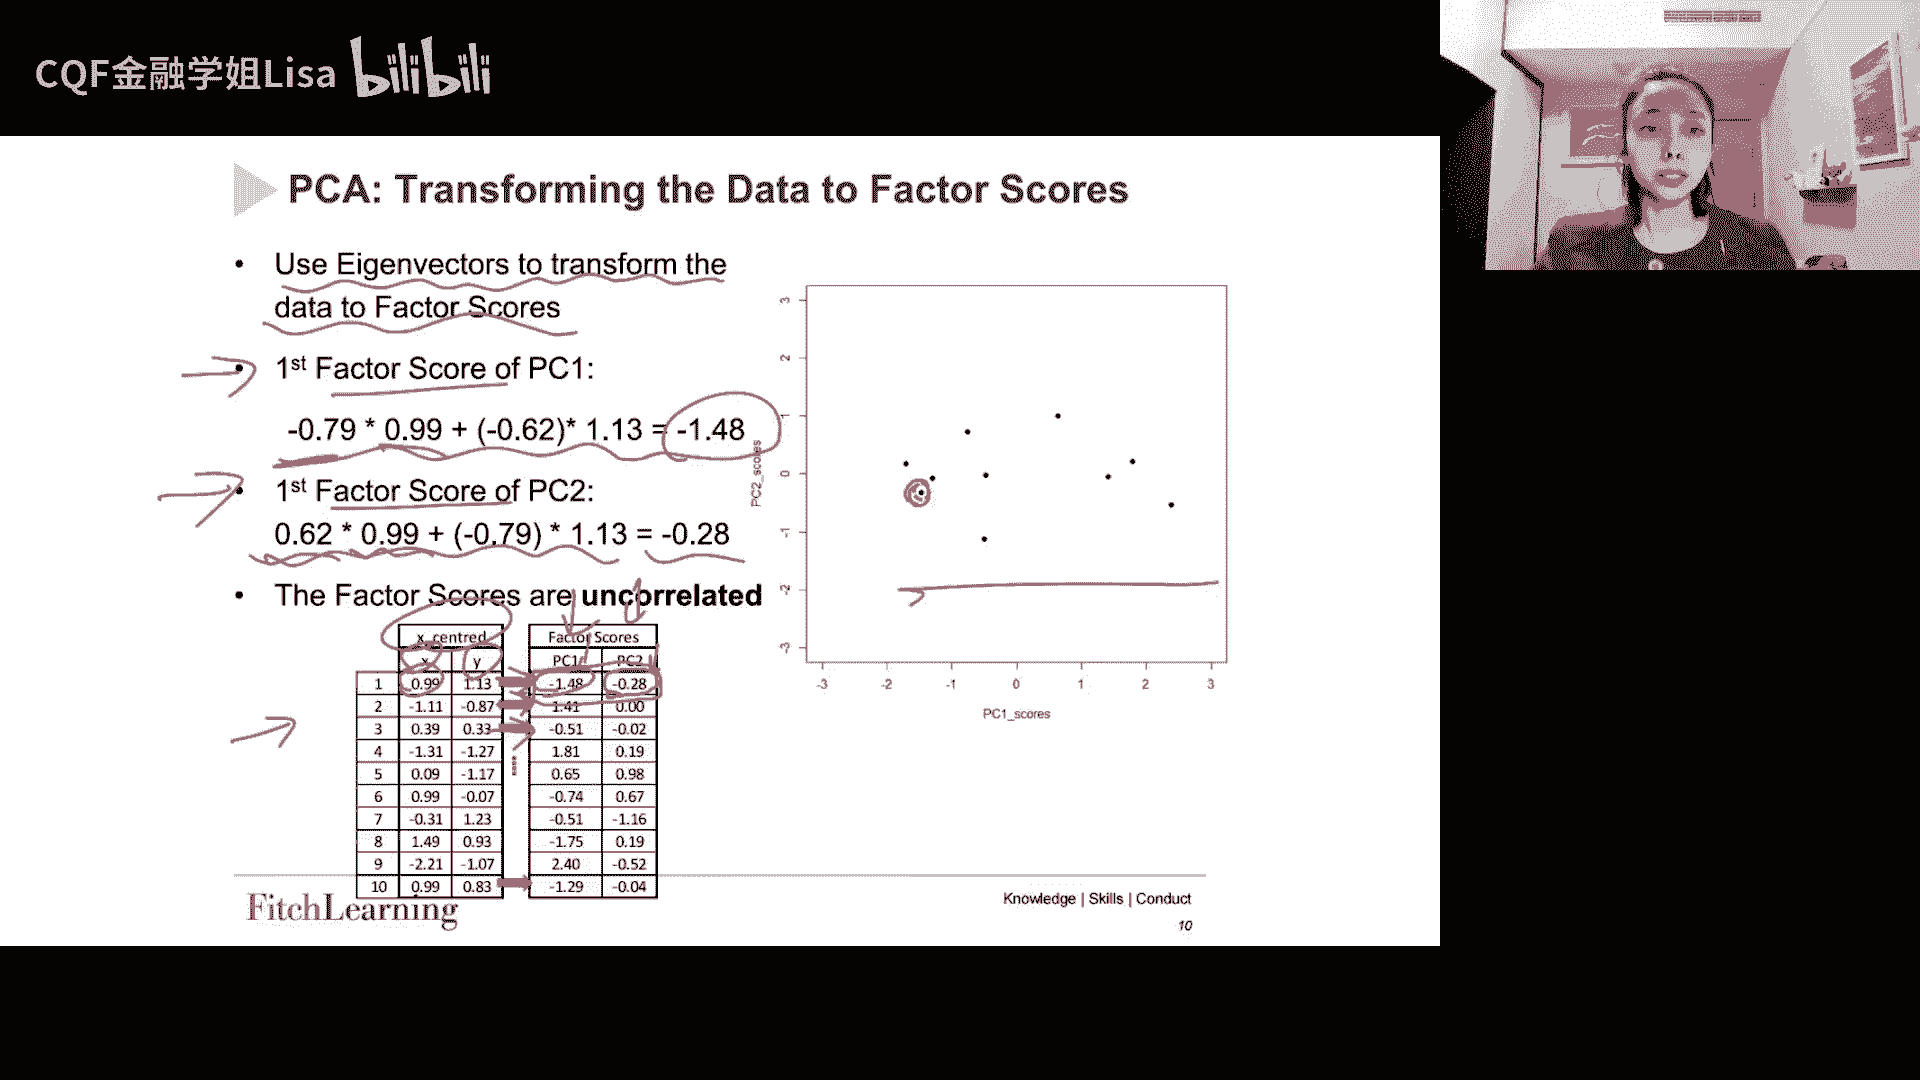 CQF金融学姐Lisa bilibili
PCA: Transforming the Data to Factor Scores
• Use Eigenvectors to transform the
data to Factor Scores
• 1st Factor Score of PC1:
-0.79 * 0.99 + (-0.62)* 1.13 = -1.48
• 1st Factor Score of PC2:
0.62 * 0.99 + (-0.79) * 1.13 = -0.28
• The Factor Scores are uncorrelated
x_centred Factor Scores
x y PC1 PC2
1 0.99 1.13 -1.48 -0.28
2 -1.11 -0.87 1.41 0.00
3 0.39 0.33 -0.51 -0.02
4 -1.31 -1.27 1.81 0.19
5 0.09 -1.17 0.65 0.98
6 0.99 -0.07 -0.74 0.67
7 -0.31 1.23 -0.51 -1.16
8 1.49 0.93 -1.75 0.19
9 -2.21 -1.07 2.40 -0.52
10 0.99 0.83 -1.29 -0.04
PC2_scores
3
2
1
0
-1
-2
-3
-3 -2 -1 0 1 2 3
PC1_scores
FitchLearning
Knowledge | Skills | Conduct
10